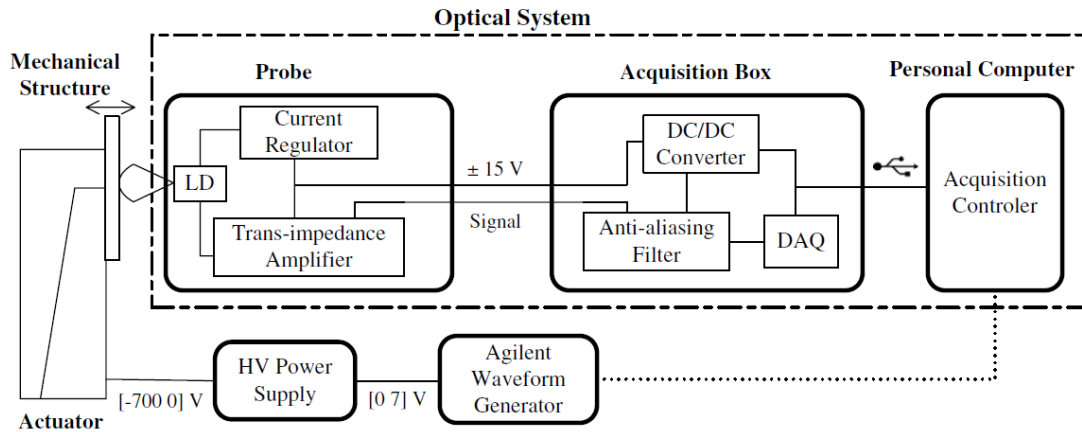 Optical System
Mechanical
Structure
Probe
Acquisition Box
Personal Computer
Current
Regulator
LD
Trans-impedance
Amplifier
± 15 V
Signal
DC/DC
Converter
Anti-aliasing
Filter
DAQ
Acquisition
Controler
HV Power
Supply
Agilent
Waveform
Generator
[-700 0] V
[0 7] V
Actuator